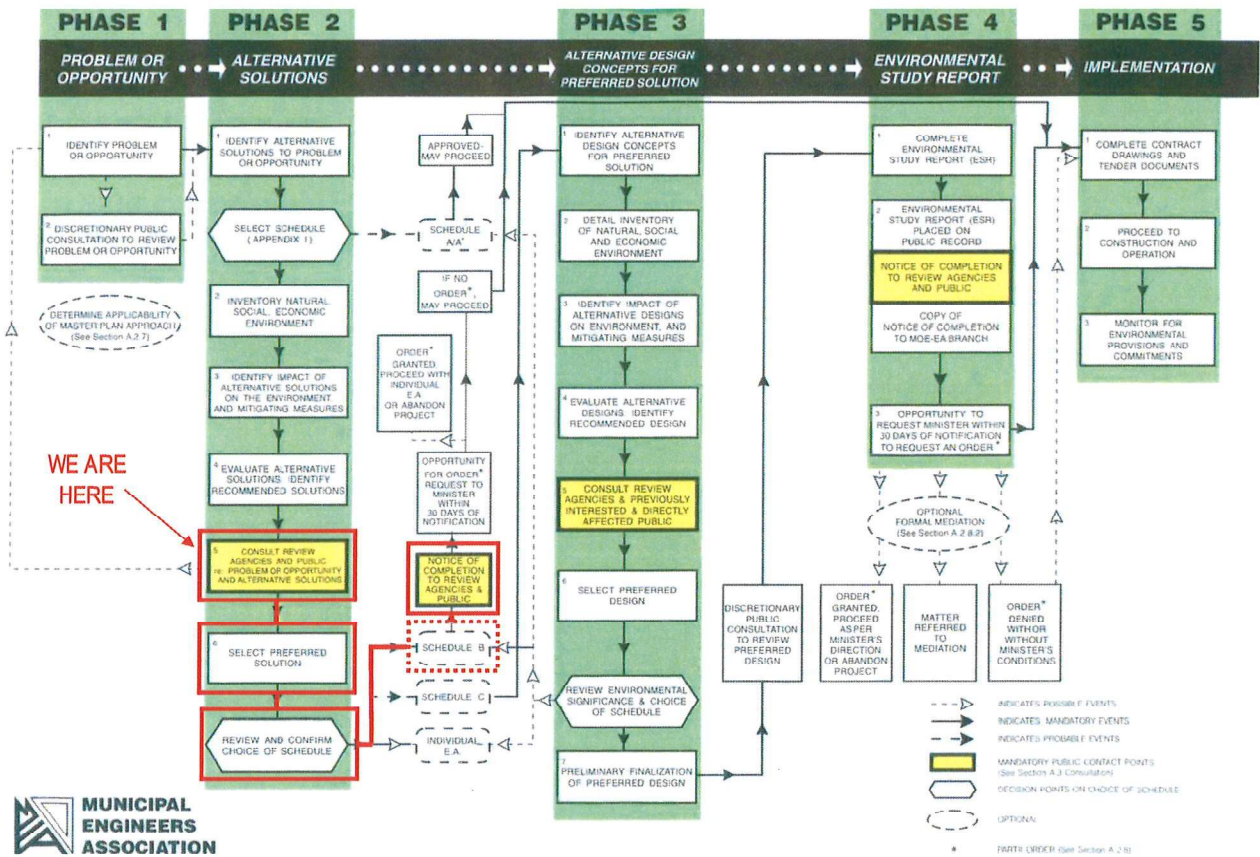 PHASE 1
PHASE 2
PHASE 3
PHASE 4
PHASE 5
PROBLEM OR
OPPORTUNITY
ALTERNATIVE
SOLUTIONS
ALTERNATIVE DESIGN
CONCEPTS FOR
PREFERRED SOLUTION
ENVIRONMENTAL
STUDY REPORT
IMPLEMENTATION
1
IDENTIFY PROBLEM
OR OPPORTUNITY
2
DISCRETIONARY PUBLIC
CONSULTATION TO REVIEW
PROBLEM OR OPPORTUNITY
DETERMINE APPLICABILITY
OF MASTER PLAN APPROACH
(See Section A.2.7)
WE ARE
HERE
1
IDENTIFY ALTERNATIVE
SOLUTIONS TO PROBLEM
OR OPPORTUNITY
SELECT SCHEDULE
(APPENDIX I)
2
INVENTORY NATURAL,
SOCIAL, ECONOMIC
ENVIRONMENT
3
IDENTIFY IMPACT OF
ALTERNATIVE SOLUTIONS
ON THE ENVIRONMENT
AND MITIGATING MEASURES
4
EVALUATE ALTERNATIVE
SOLUTIONS, IDENTIFY
RECOMMENDED SOLUTIONS
5
CONSULT REVIEW
AGENCIES AND PUBLIC
re: PROBLEM OR OPPORTUNITY
AND ALTERNATIVE SOLUTIONS
6
SELECT PREFERRED
SOLUTION
REVIEW AND CONFIRM
CHOICE OF SCHEDULE
APPROVED-
MAY PROCEED
SCHEDULE
A/A+
IF NO
ORDER*,
MAY PROCEED
ORDER*
GRANTED
PROCEED WITH
INDIVIDUAL
E.A.
OR ABANDON
PROJECT
OPPORTUNITY
FOR ORDER*
REQUEST TO
MINISTER
WITHIN
30 DAYS OF
NOTIFICATION
NOTICE OF
COMPLETION
TO REVIEW
AGENCIES &
PUBLIC
SCHEDULE B
SCHEDULE C
INDIVIDUAL
E.A.
1
IDENTIFY ALTERNATIVE
DESIGN CONCEPTS
FOR PREFERRED
SOLUTION
2
DETAIL INVENTORY
OF NATURAL, SOCIAL
AND ECONOMIC
ENVIRONMENT
3
IDENTIFY IMPACT OF
ALTERNATIVE DESIGNS
ON ENVIRONMENT, AND
MITIGATING MEASURES
4
EVALUATE ALTERNATIVE
DESIGNS: IDENTIFY
RECOMMENDED DESIGN
5
CONSULT REVIEW
AGENCIES & PREVIOUSLY
INTERESTED & DIRECTLY
AFFECTED PUBLIC
6
SELECT PREFERRED
DESIGN
REVIEW ENVIRONMENTAL
SIGNIFICANCE & CHOICE
OF SCHEDULE
7
PRELIMINARY FINALIZATION
OF PREFERRED DESIGN
DISCRETIONARY
PUBLIC
CONSULTATION
TO REVIEW
PREFERRED
DESIGN
1
COMPLETE
ENVIRONMENTAL
STUDY REPORT (ESR)
2
ENVIRONMENTAL
STUDY REPORT (ESR)
PLACED ON
PUBLIC RECORD
NOTICE OF COMPLETION
TO REVIEW AGENCIES
AND PUBLIC
COPY OF
NOTICE OF COMPLETION
TO MOE-EA BRANCH
3
OPPORTUNITY TO
REQUEST MINISTER WITHIN
30 DAYS OF NOTIFICATION
TO REQUEST AN ORDER*
OPTIONAL
FORMAL MEDIATION
(See Section A.2.8.2)
ORDER*
GRANTED,
PROCEED
AS PER
MINISTER'S
DIRECTION
OR ABANDON
PROJECT
MATTER
REFERRED
TO
MEDIATION
ORDER*
DENIED
WITH OR
WITHOUT
MINISTER'S
CONDITIONS
1
COMPLETE CONTRACT
DRAWINGS AND
TENDER DOCUMENTS
2
PROCEED TO
CONSTRUCTION AND
OPERATION
3
MONITOR FOR
ENVIRONMENTAL
PROVISIONS AND
COMMITMENTS
INDICATES POSSIBLE EVENTS
INDICATES MANDATORY EVENTS
INDICATES PROBABLE EVENTS
MANDATORY PUBLIC CONTACT POINTS
(See Section A.3 Consultation)
DECISION POINTS ON CHOICE OF SCHEDULE
OPTIONAL
* PART II ORDER (See Section A.2.8)
MUNICIPAL
ENGINEERS
ASSOCIATION